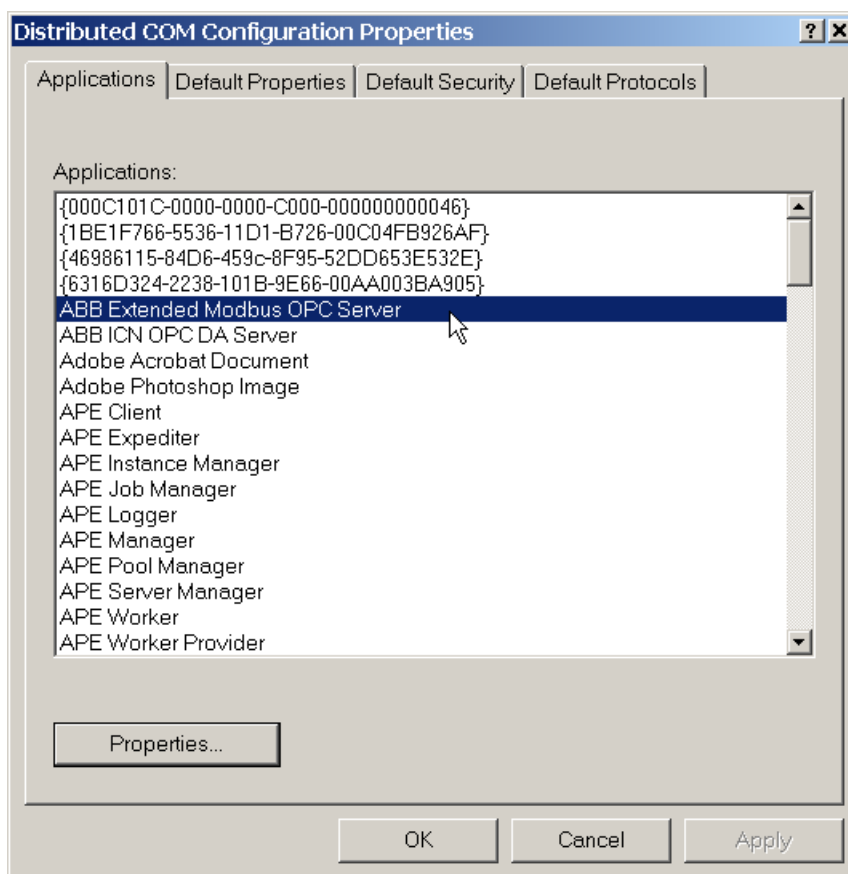 Distributed COM Configuration Properties
Applications Default Properties Default Security Default Protocols
Applications:
{000C101C-0000-0000-C000-000000000046}
{1BE1F766-5536-11D1-B726-00C04FB926AF}
{46986115-84D6-459c-8F95-52DD653E532E}
{6316D324-2238-101B-9E66-00AA003BA905}
ABB Extended Modbus OPC Server
ABB ICN OPC DA Server
Adobe Acrobat Document
Adobe Photoshop Image
APE Client
APE Expediter
APE Instance Manager
APE Job Manager
APE Logger
APE Manager
APE Pool Manager
APE Server Manager
APE Worker
APE Worker Provider
Properties...
OK Cancel Apply